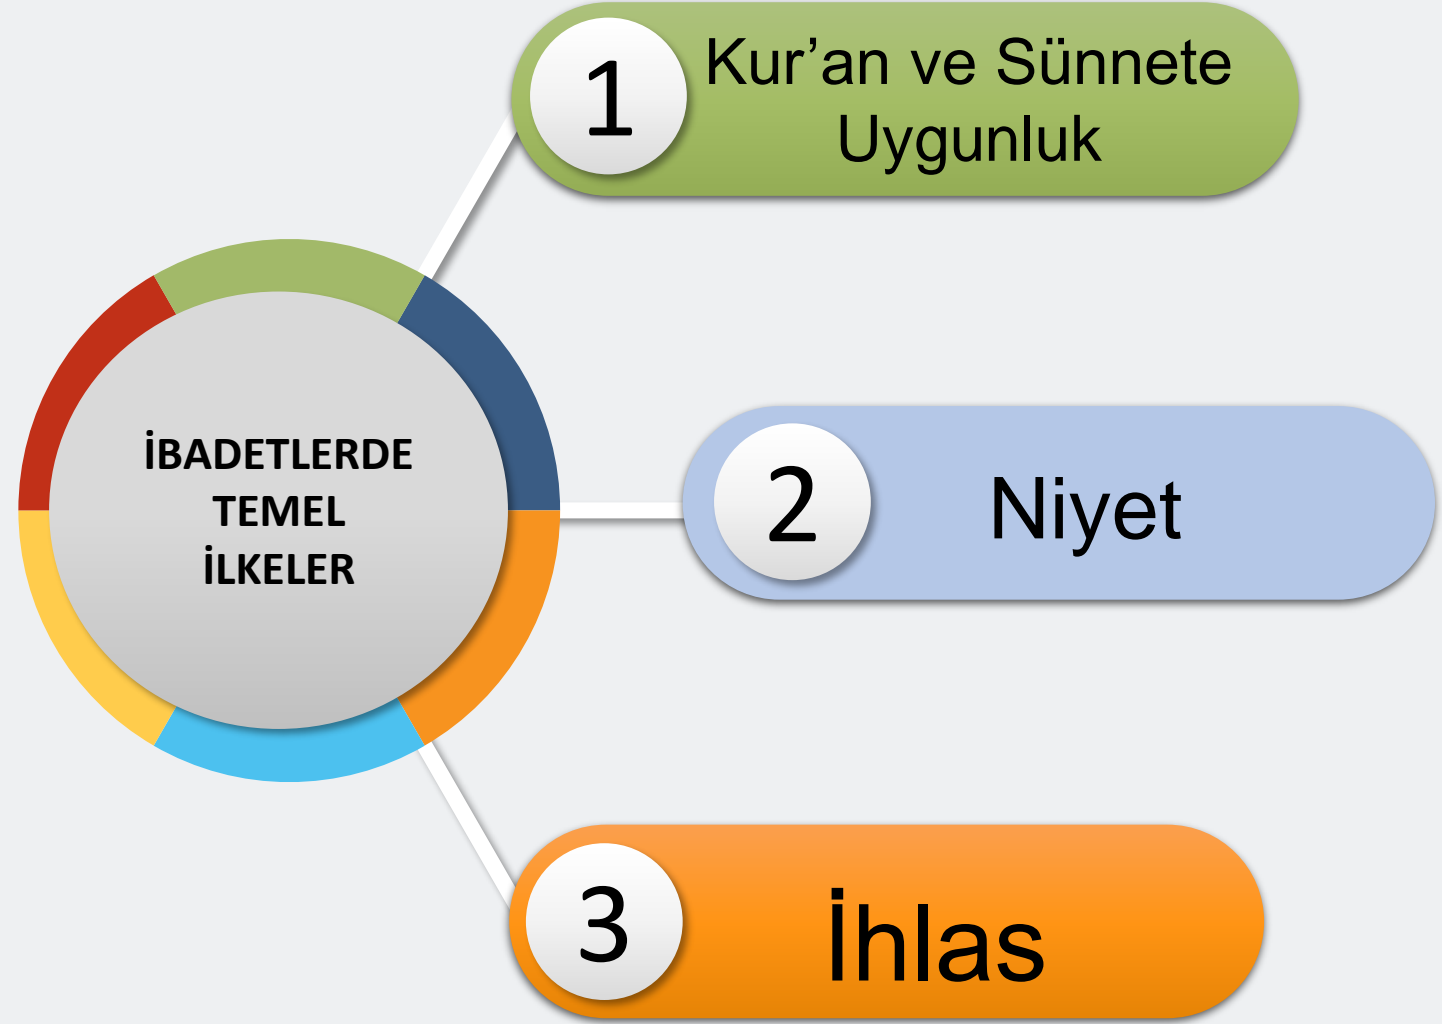 1
Kur’an ve Sünnete
Uygunluk
İBADETLERDE
TEMEL
İLKELER
2
Niyet
3
İhlas